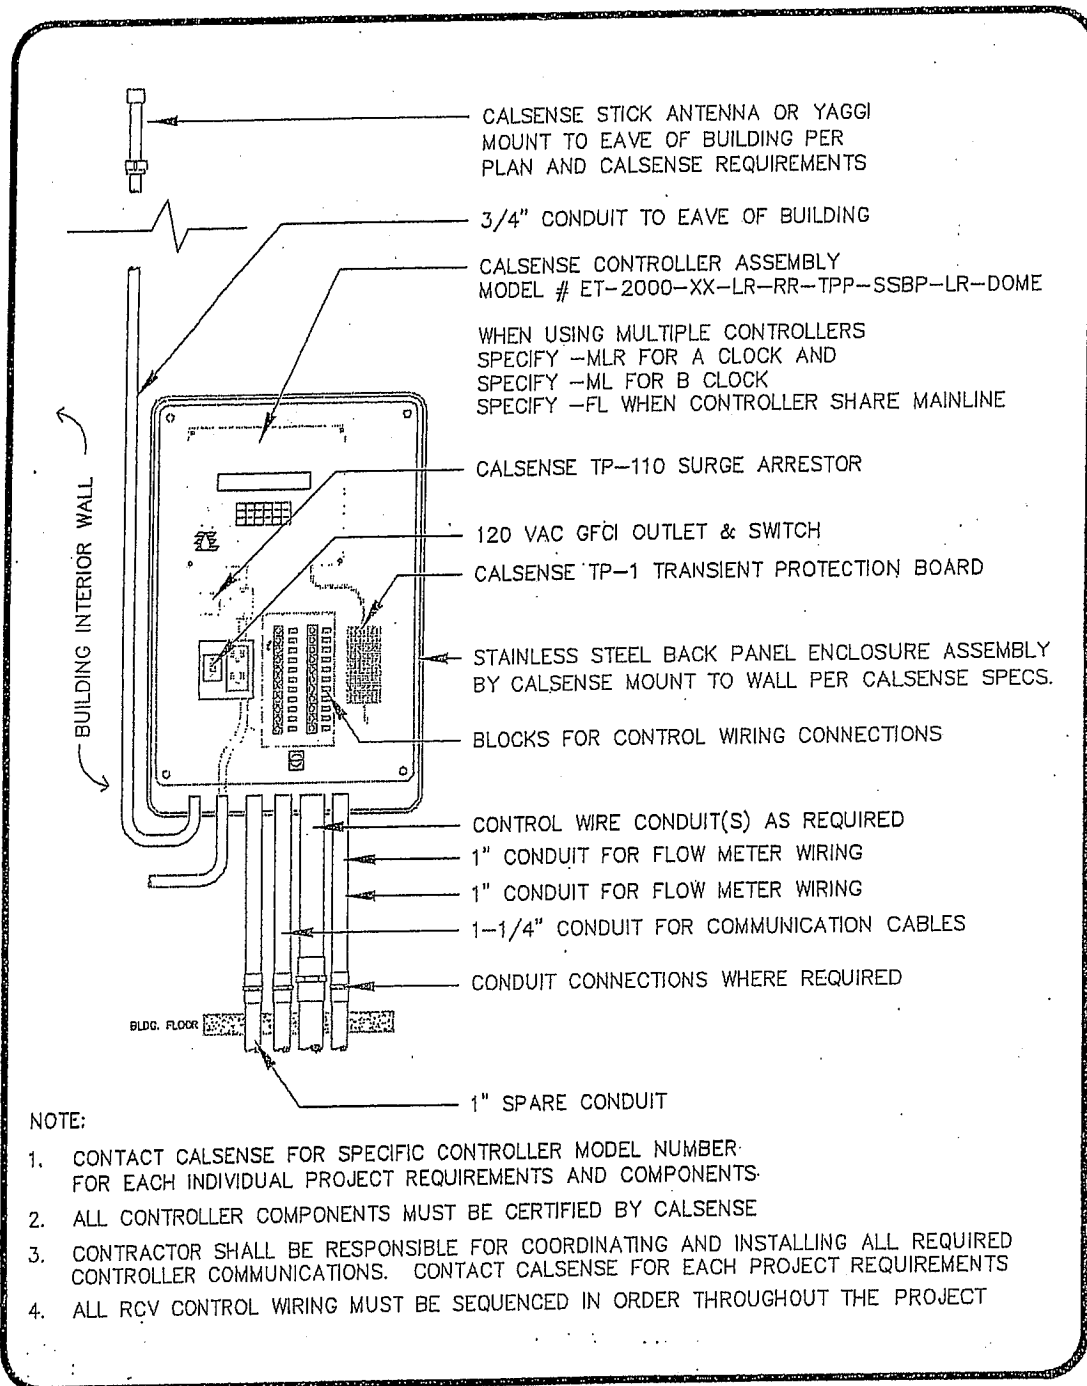 CALSENSE STICK ANTENNA OR YAGGI
MOUNT TO EAVE OF BUILDING PER
PLAN AND CALSENSE REQUIREMENTS
3/4" CONDUIT TO EAVE OF BUILDING
CALSENSE CONTROLLER ASSEMBLY
MODEL # ET-2000-XX-LR-RR-TPP-SSBP-LR-DOME
WHEN USING MULTIPLE CONTROLLERS
SPECIFY -MLR FOR A CLOCK AND
SPECIFY -ML FOR B CLOCK
SPECIFY -FL WHEN CONTROLLER SHARE MAINLINE
CALSENSE TP-110 SURGE ARRESTOR
120 VAC GFCI OUTLET & SWITCH
CALSENSE TP-1 TRANSIENT PROTECTION BOARD
BUILDING INTERIOR WALL
STAINLESS STEEL BACK PANEL ENCLOSURE ASSEMBLY
BY CALSENSE MOUNT TO WALL PER CALSENSE SPECS.
BLOCKS FOR CONTROL WIRING CONNECTIONS
CONTROL WIRE CONDUIT(S) AS REQUIRED
1" CONDUIT FOR FLOW METER WIRING
1" CONDUIT FOR FLOW METER WIRING
1-1/4" CONDUIT FOR COMMUNICATION CABLES
CONDUIT CONNECTIONS WHERE REQUIRED
BLDG. FLOOR
1" SPARE CONDUIT
NOTE:
1. CONTACT CALSENSE FOR SPECIFIC CONTROLLER MODEL NUMBER
FOR EACH INDIVIDUAL PROJECT REQUIREMENTS AND COMPONENTS
2. ALL CONTROLLER COMPONENTS MUST BE CERTIFIED BY CALSENSE
3. CONTRACTOR SHALL BE RESPONSIBLE FOR COORDINATING AND INSTALLING ALL REQUIRED
CONTROLLER COMMUNICATIONS. CONTACT CALSENSE FOR EACH PROJECT REQUIREMENTS
4. ALL RCV CONTROL WIRING MUST BE SEQUENCED IN ORDER THROUGHOUT THE PROJECT